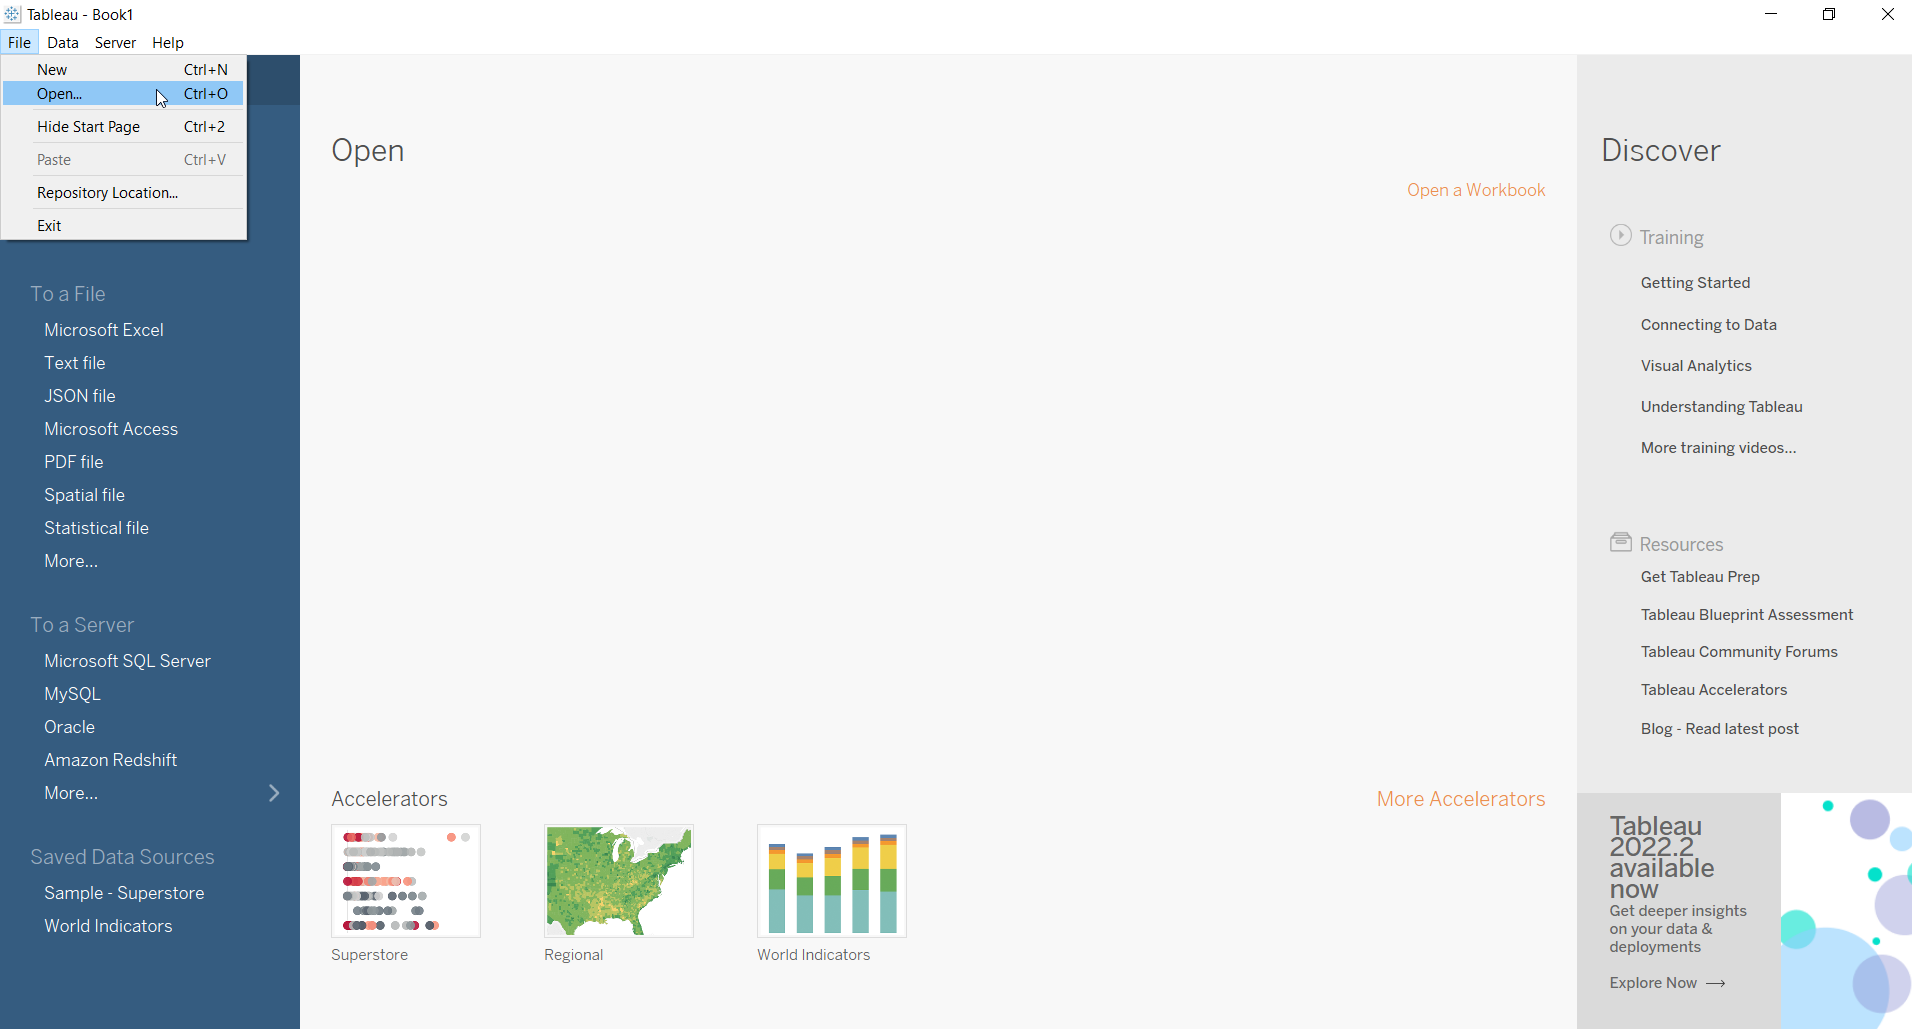 Tableau - Book1
File Data Server Help
New Ctrl+N
Open... Ctrl+O
Hide Start Page Ctrl+2
Paste Ctrl+V
Repository Location...
Exit
To a File
Microsoft Excel
Text file
JSON file
Microsoft Access
PDF file
Spatial file
Statistical file
More...
To a Server
Microsoft SQL Server
MySQL
Oracle
Amazon Redshift
More...
Saved Data Sources
Sample - Superstore
World Indicators
Open
Open a Workbook
Accelerators
More Accelerators
Superstore
Regional
World Indicators
Discover
Training
Getting Started
Connecting to Data
Visual Analytics
Understanding Tableau
More training videos...
Resources
Get Tableau Prep
Tableau Blueprint Assessment
Tableau Community Forums
Tableau Accelerators
Blog - Read latest post
Tableau
2022.2
available
now
Get deeper insights
on your data &
deployments
Explore Now →